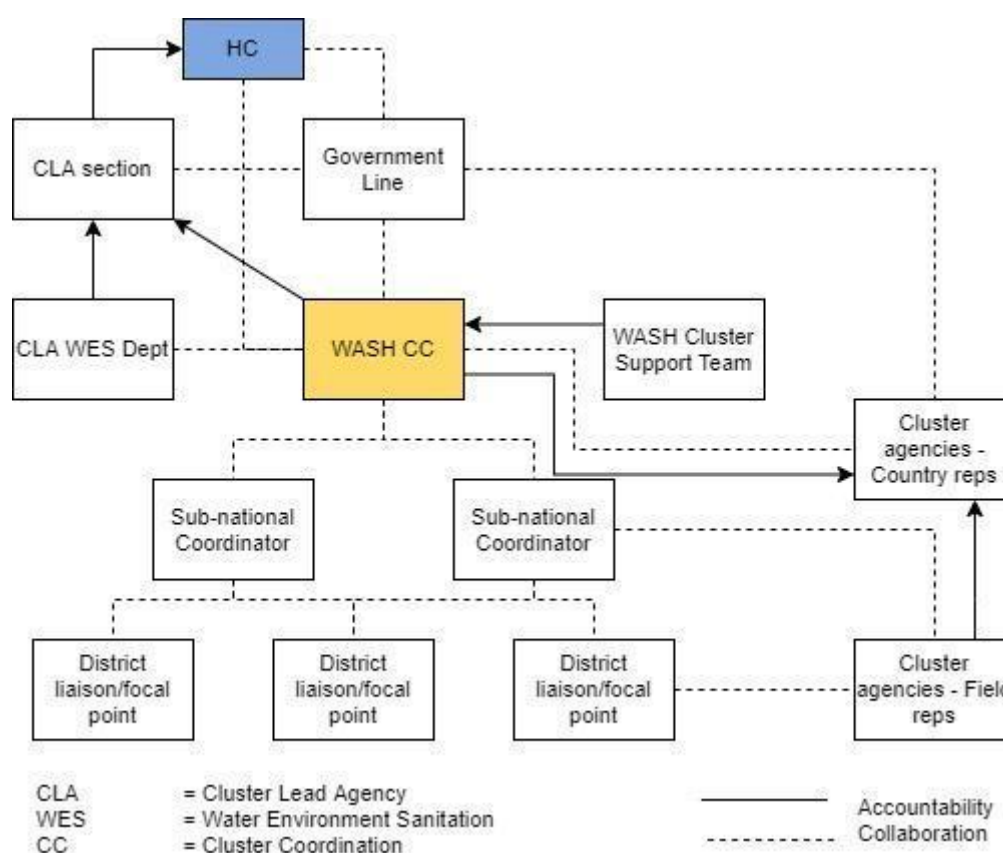 HC
CLA section
Government
Line
CLA WES Dept
WASH CC
WASH Cluster
Support Team
Cluster
agencies -
Country reps
Sub-national
Coordinator
Sub-national
Coordinator
District
liaison/focal
point
District
liaison/focal
point
District
liaison/focal
point
Cluster
agencies - Field
reps
CLA = Cluster Lead Agency
WES = Water Environment Sanitation
CC = Cluster Coordination
Accountability
Collaboration